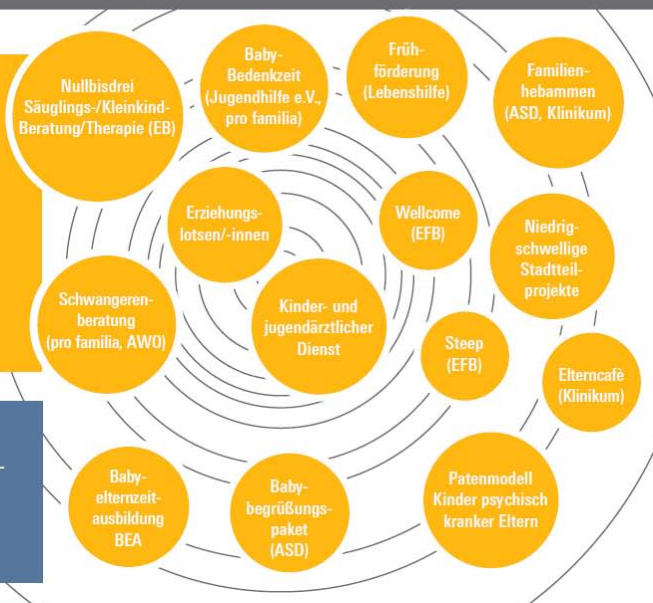 Nullbisdrei
Säuglings-/Kleinkind-
Beratung/Therapie (EB)
Baby-
Bedenkzeit
(Jugendhilfe e.V.,
pro familia)
Früh-
förderung
(Lebenshilfe)
Familien-
hebammen
(ASD, Klinikum)
Erziehungs-
lotsen/-innen
Wellcome
(EFB)
Niedrig-
schwellige
Stadtteil-
projekte
Schwangeren-
beratung
(pro familia, AWO)
Kinder- und
jugendärztlicher
Dienst
Steep
(EFB)
Elterncafè
(Klinikum)
Baby-
elternzeit-
ausbildung
BEA
Baby-
begrüßungs-
paket
(ASD)
Patenmodell
Kinder psychisch
kranker Eltern